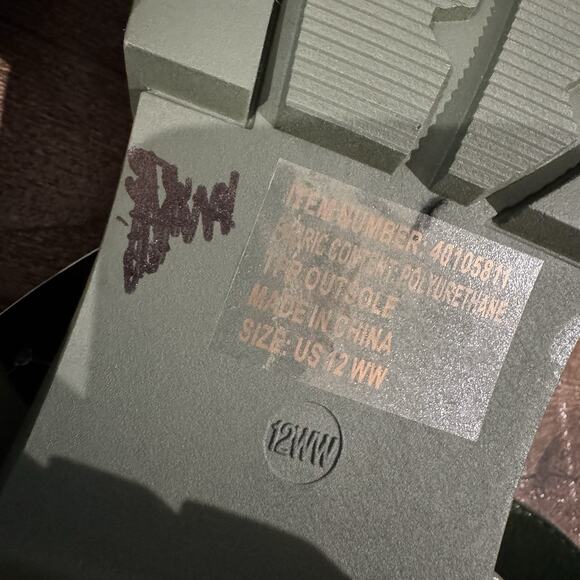 ITEM NUMBER: 40105811
FABRIC CONTENT: POLYURETHANE
TPR OUTSOLE
MADE IN CHINA
SIZE: US 12 WW
12WW